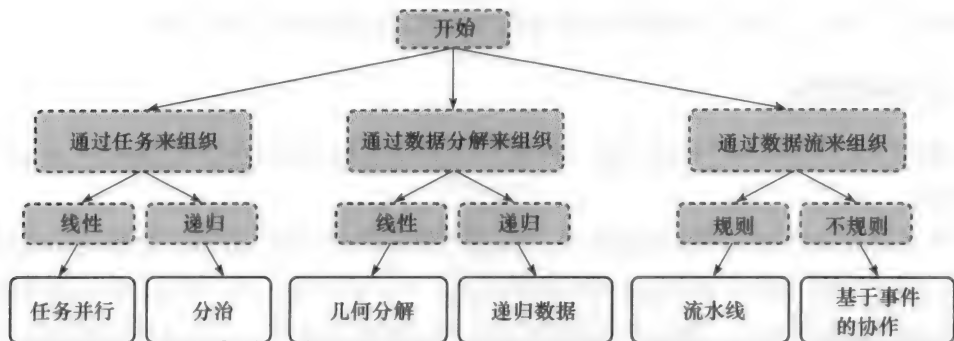 开始
通过任务来组织
通过数据分解来组织
通过数据流来组织
线性
递归
线性
递归
规则
不规则
任务并行
分治
几何分解
递归数据
流水线
基于事件
的协作